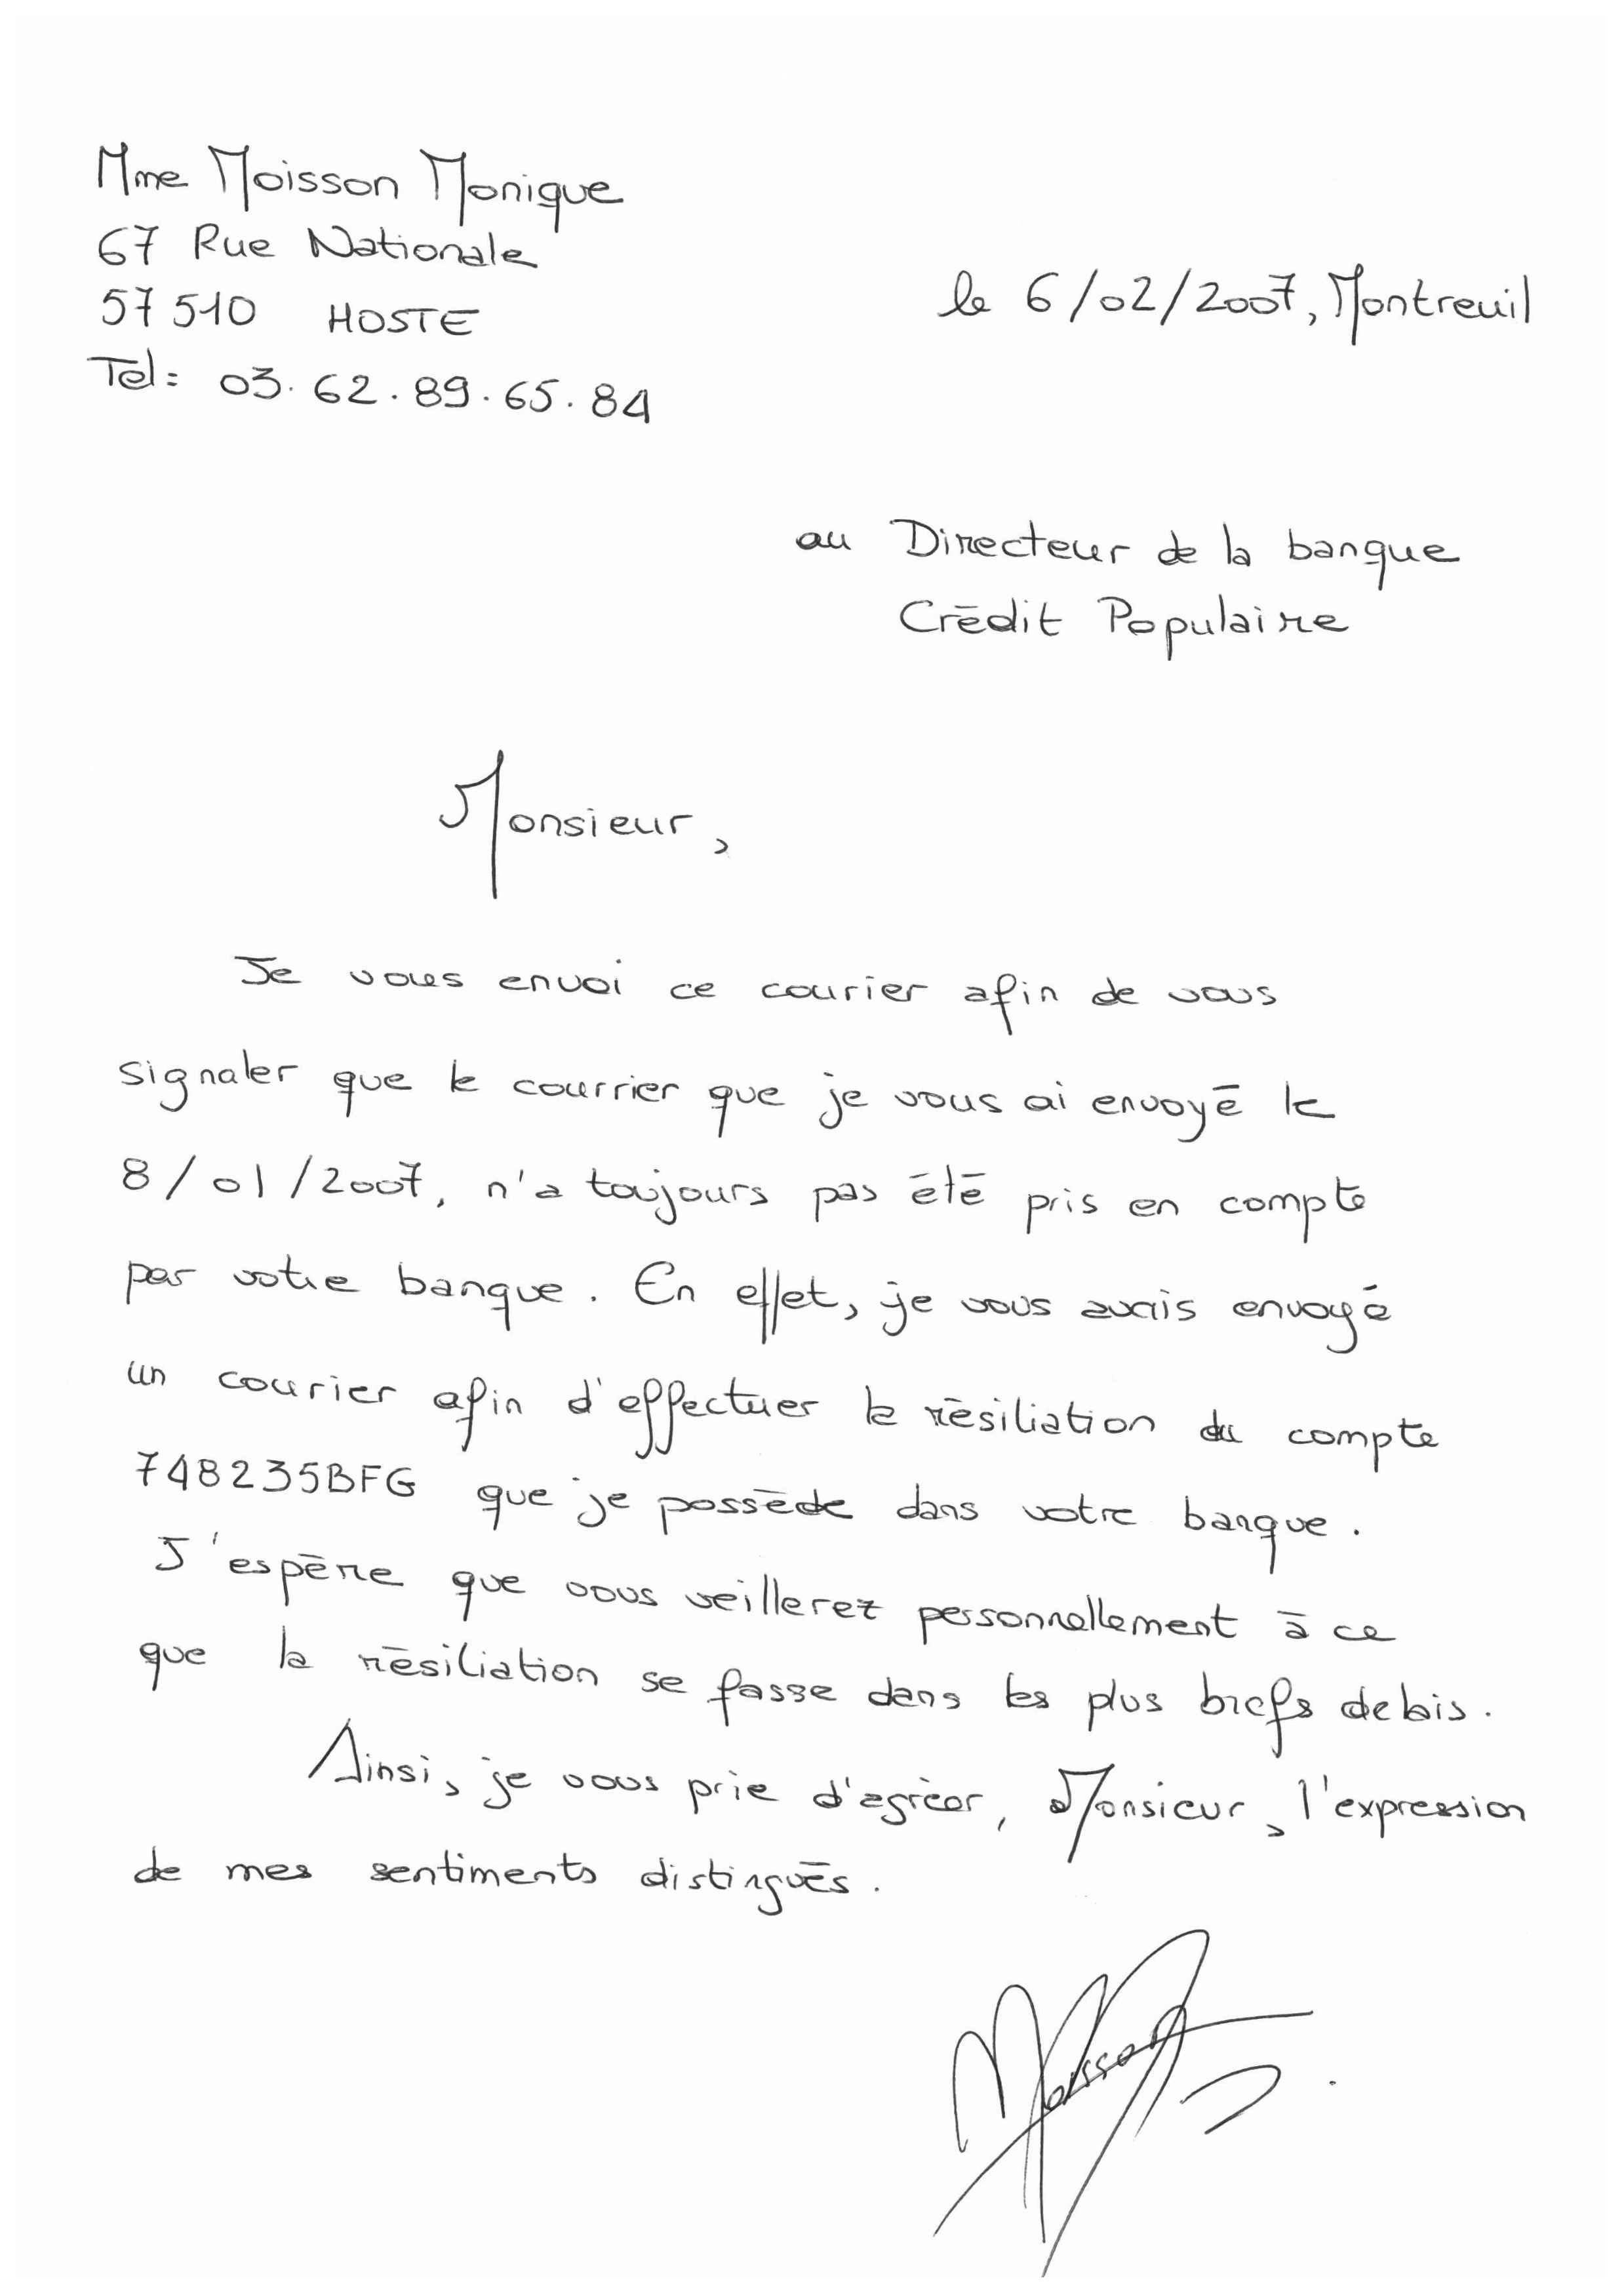 Mme Moisson Monique
67 Rue Nationale
57510 HOSTE
Tel: 03.62.89.65.84
le 6/02/2007, Montreuil
au Directeur de la banque
Crédit Populaire
Monsieur,
Je vous envoi ce courier afin de vous
signaler que le courrier que je vous ai envoyé le
8/01/2007, n'a toujours pas été pris en compte
par votre banque. En effet, je vous avais envoyé
un courier afin d'effectuer la résiliation du compte
748235BFG que je possède dans votre banque.
J'espère que vous veillerez personnellement à ce
que la résiliation se fasse dans les plus brefs delais.
Ainsi, je vous prie d'agréer, Monsieur, l'expression
de mes sentiments distingués.
Moisson